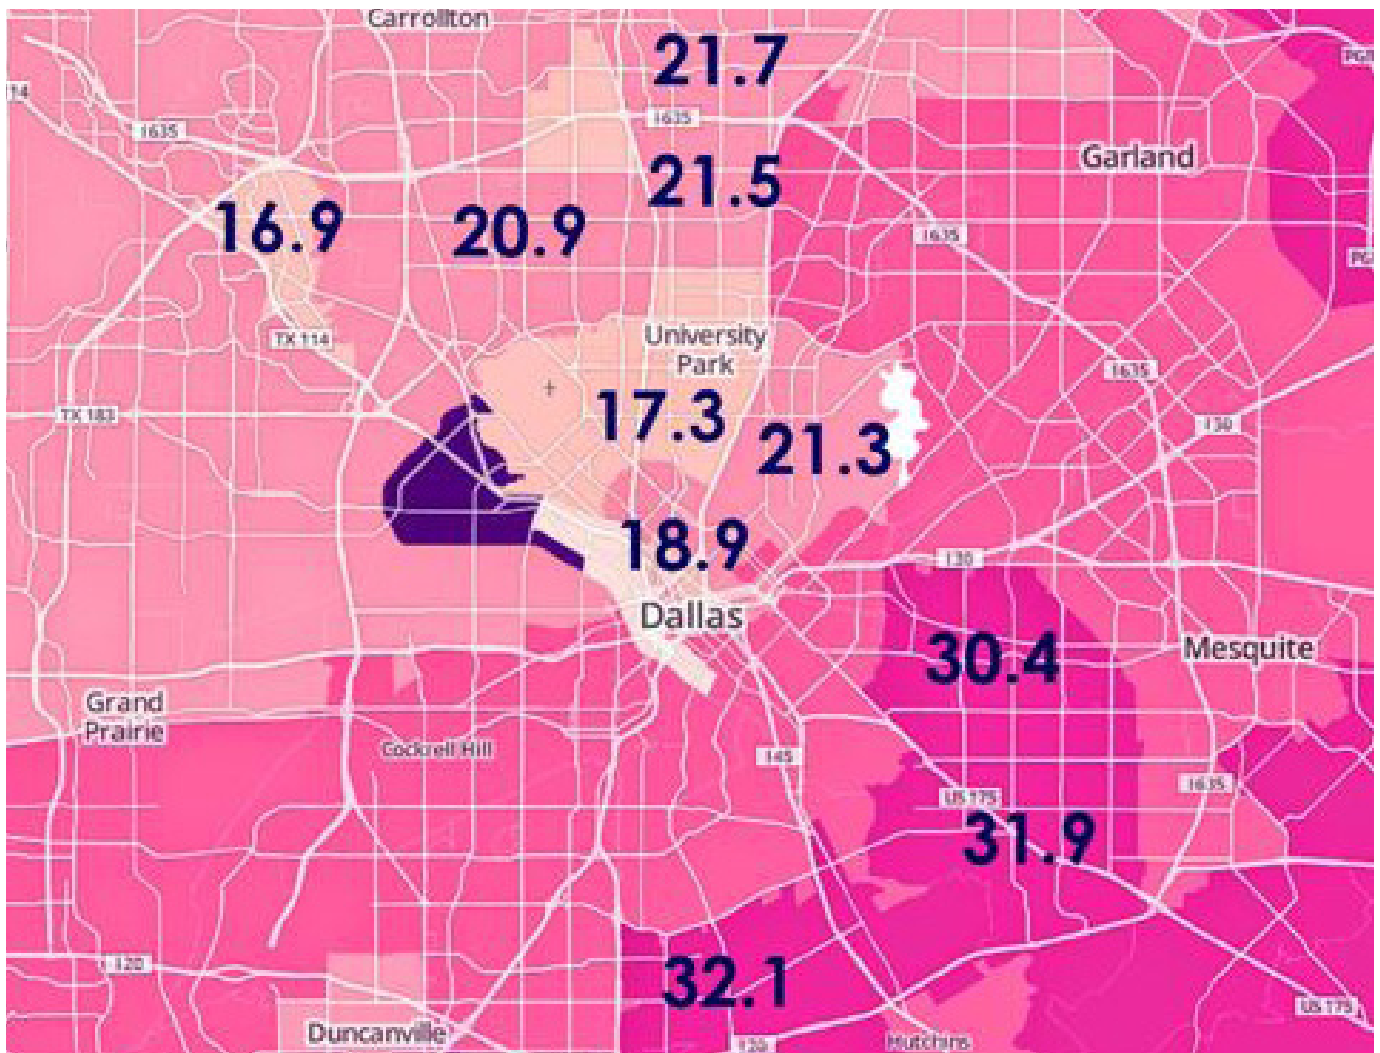 Carrollton
21.7
I635
I635
21.5
Garland
16.9
20.9
I635
TX 114
University
Park
I635
TX 183
17.3
I30
21.3
18.9
I30
Dallas
30.4
Mesquite
Grand
Prairie
Cockrell Hill
I45
I635
US 175
31.9
I20
32.1
US 175
Duncanville
I20
Hutchins